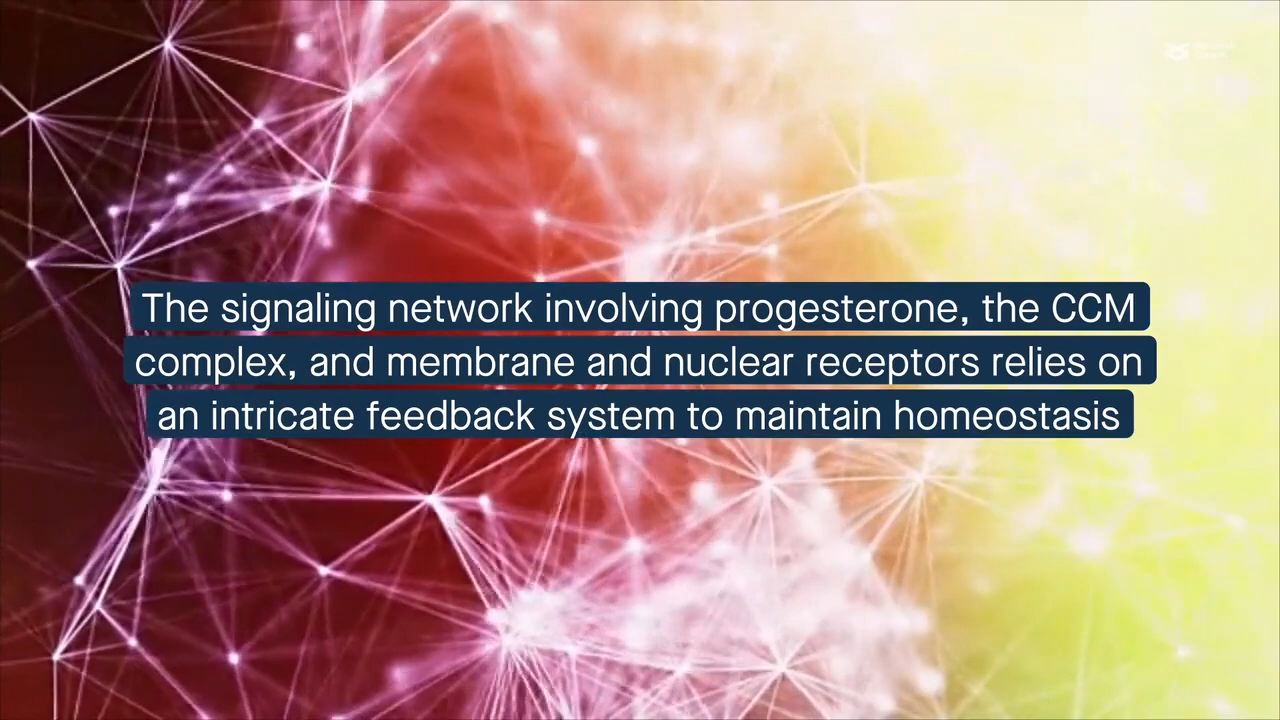 The signaling network involving progesterone, the CCM
complex, and membrane and nuclear receptors relies on
an intricate feedback system to maintain homeostasis